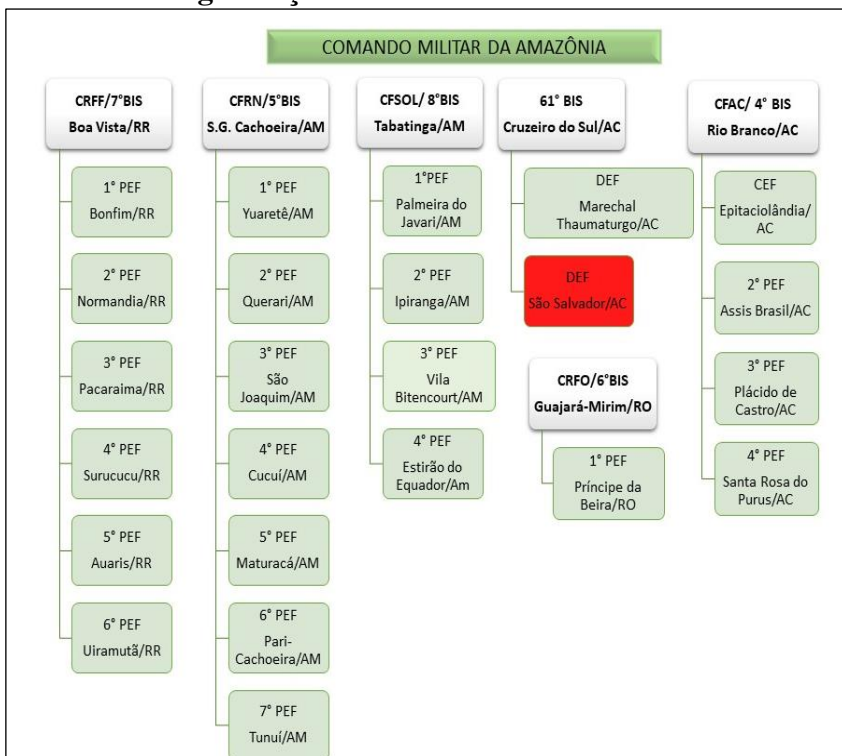 COMANDO MILITAR DA AMAZÔNIA
CRFF/7°BIS
Boa Vista/RR
1° PEF
Bonfim/RR
2° PEF
Normandia/RR
3° PEF
Pacaraima/RR
4° PEF
Surucucu/RR
5° PEF
Auaris/RR
6° PEF
Uiramutã/RR
CFRN/5°BIS
S.G. Cachoeira/AM
1° PEF
Yuaretê/AM
2° PEF
Querari/AM
3° PEF
São
Joaquim/AM
4° PEF
Cucuí/AM
5° PEF
Maturacá/AM
6° PEF
Pari-
Cachoeira/AM
7° PEF
Tunuí/AM
CFSOL/ 8°BIS
Tabatinga/AM
1°PEF
Palmeira do
Javari/AM
2° PEF
Ipiranga/AM
3° PEF
Vila
Bitencourt/AM
4° PEF
Estirão do
Equador/Am
61° BIS
Cruzeiro do Sul/AC
DEF
Marechal
Thaumaturgo/AC
DEF
São Salvador/AC
CRFO/6°BIS
Guajará-Mirim/RO
1° PEF
Príncipe da
Beira/RO
CFAC/ 4° BIS
Rio Branco/AC
CEF
Epitaciolândia/
AC
2° PEF
Assis Brasil/AC
3° PEF
Plácido de
Castro/AC
4° PEF
Santa Rosa do
Purus/AC